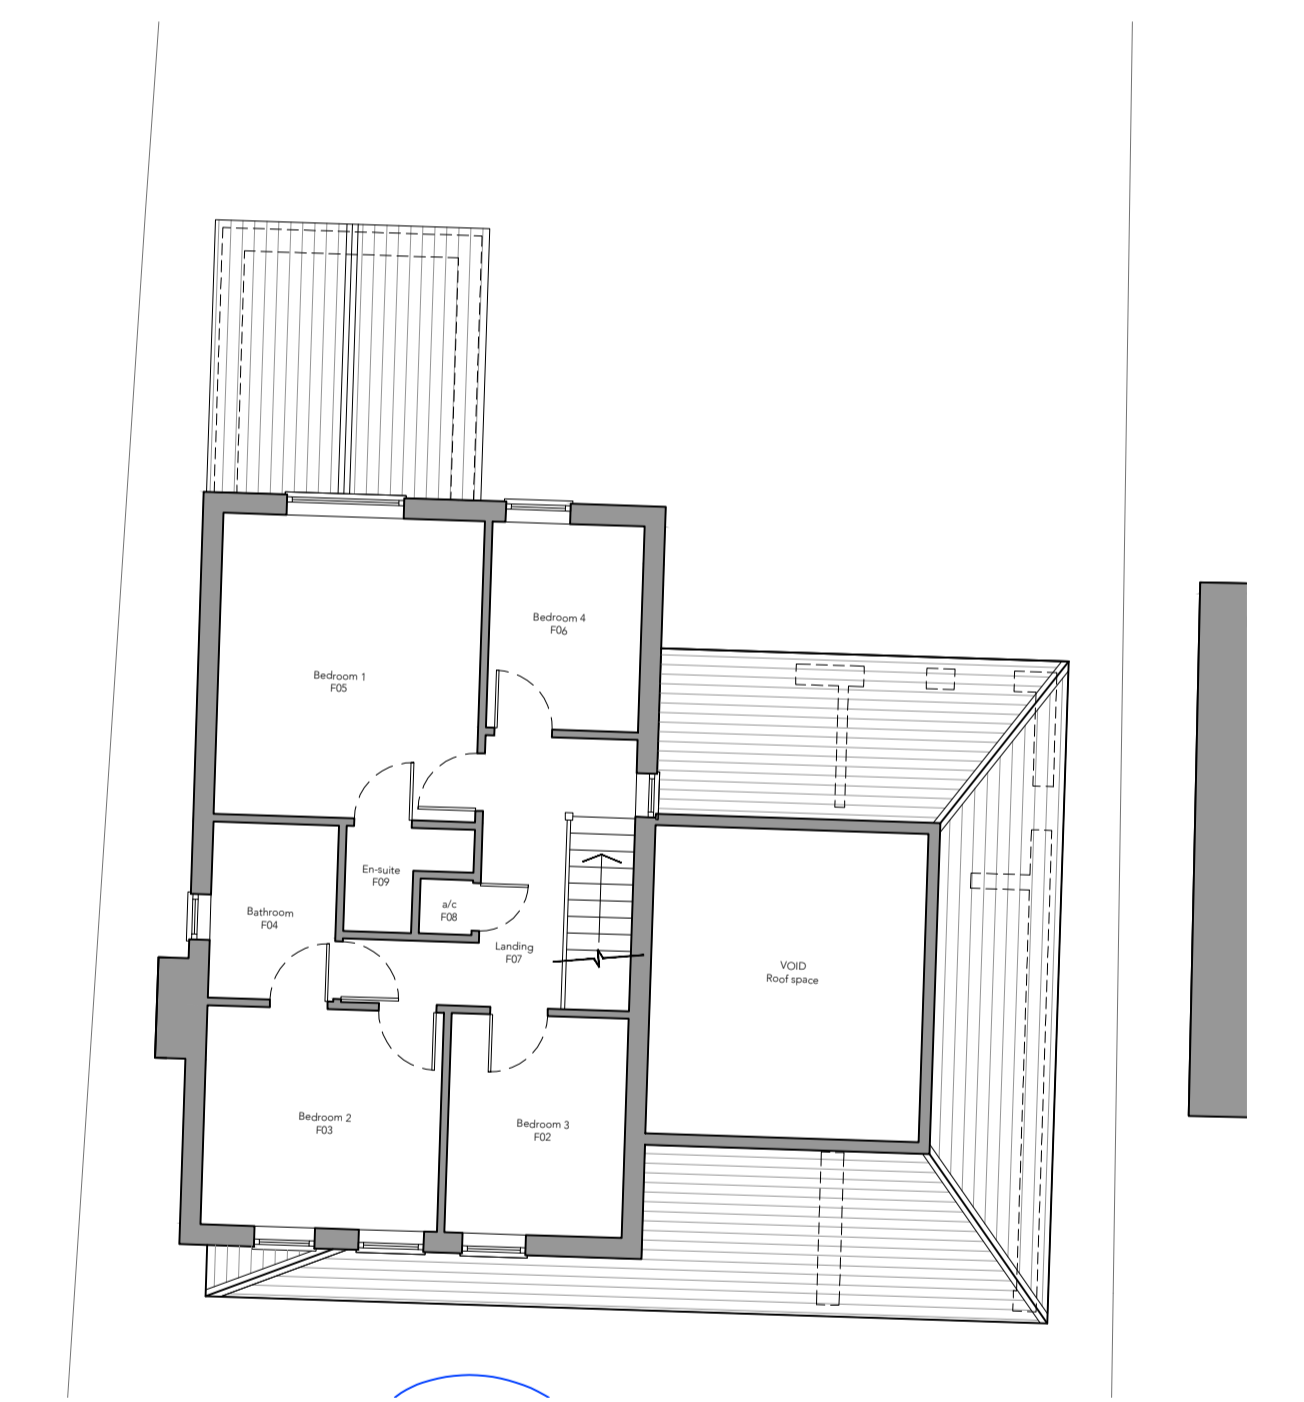 Bedroom 4
F06
Bedroom 1
F05
En-suite
F09
a/c
F08
Bathroom
F04
Landing
F07
VOID
Roof space
Bedroom 2
F03
Bedroom 3
F02